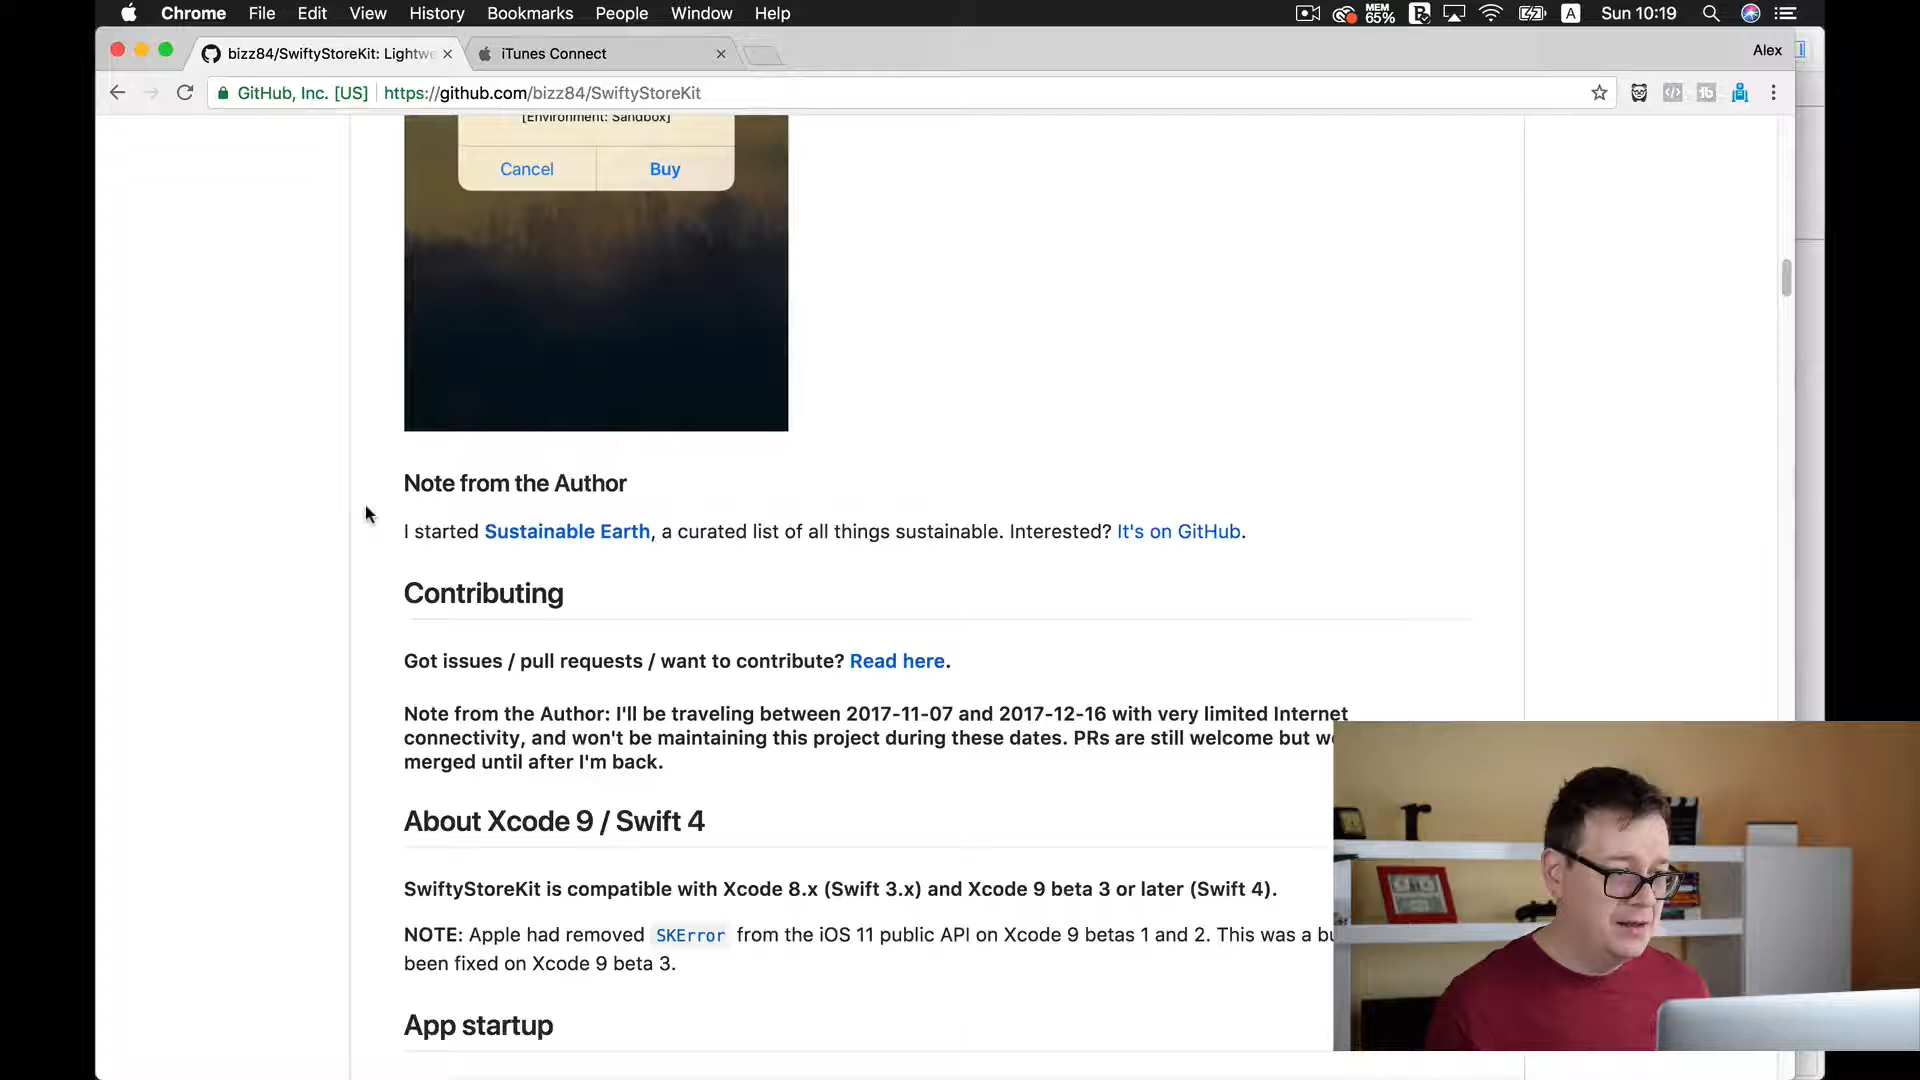 Chrome File Edit View History Bookmarks People Window Help MEM 65% A Sun 10:19
bizz84/SwiftyStoreKit: Lightwe iTunes Connect Alex
GitHub, Inc. [US] https://github.com/bizz84/SwiftyStoreKit
[Environment: Sandbox]
Cancel Buy
Note from the Author
I started Sustainable Earth, a curated list of all things sustainable. Interested? It's on GitHub.
Contributing
Got issues / pull requests / want to contribute? Read here.
Note from the Author: I'll be traveling between 2017-11-07 and 2017-12-16 with very limited Internet
connectivity, and won't be maintaining this project during these dates. PRs are still welcome but
merged until after I'm back.
About Xcode 9 / Swift 4
SwiftyStoreKit is compatible with Xcode 8.x (Swift 3.x) and Xcode 9 beta 3 or later (Swift 4).
NOTE: Apple had removed SKError from the iOS 11 public API on Xcode 9 betas 1 and 2. This was a
been fixed on Xcode 9 beta 3.
App startup